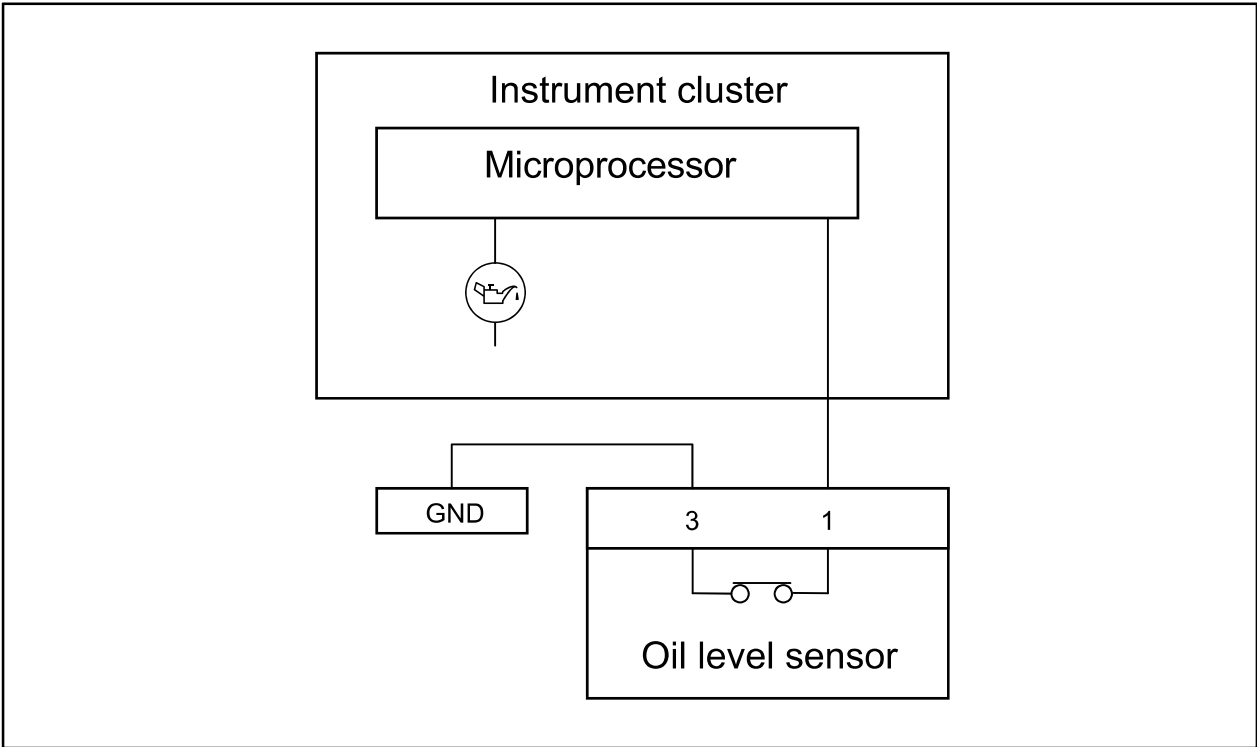 Instrument cluster
Microprocessor
GND
3 1
Oil level sensor